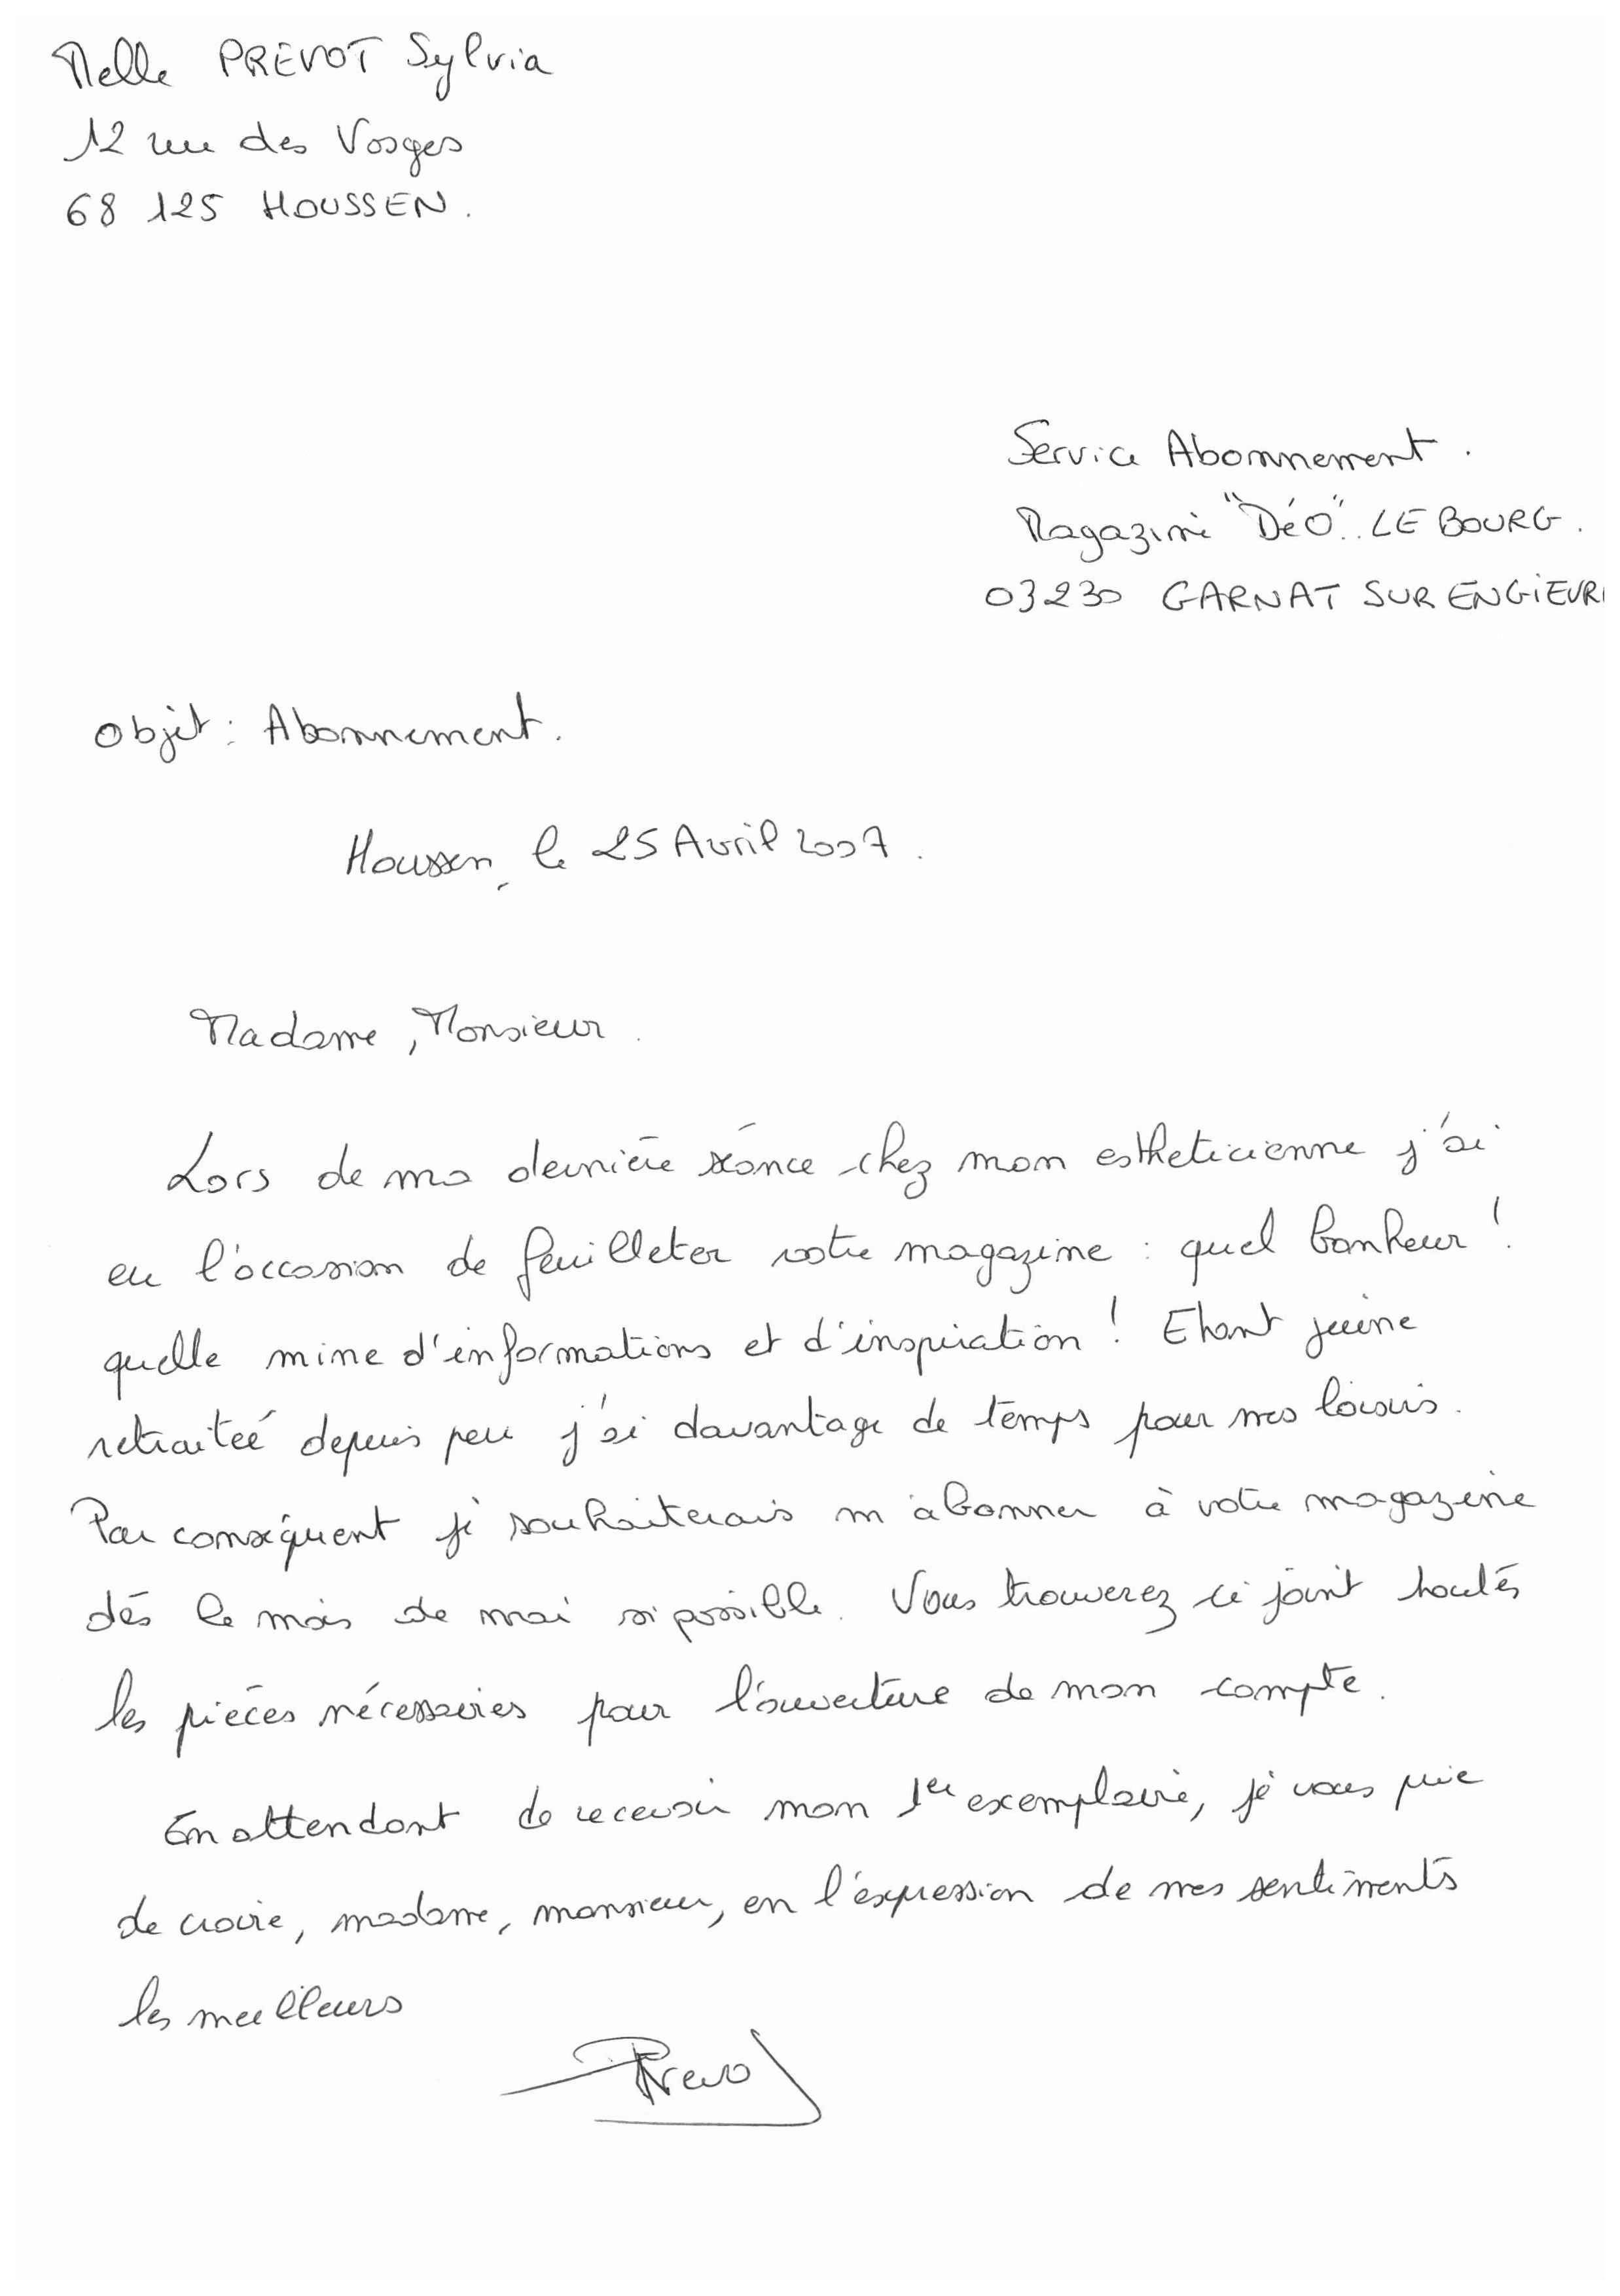 Melle PREVOT Sylvia
12 rue des Vosges
68 125 HOUSSEN.
Service Abonnement.
Magazine "Déo". LE BOURG.
03230 GARNAT SUR ENGIEVR
Objet : Abonnement.
Houssen, le 25 Avril 2007.
Madame, Monsieur.
Lors de ma dernière séance chez mon estheticienne j'ai
eu l'occasion de feuilleter votre magazine : quel bonheur !
quelle mine d'informations et d'inspiration ! Etant jeune
retraitée depuis peu j'ai davantage de temps pour mes loisirs.
Par conséquent je souhaiterais m'abonner à votre magazine
dès le mois de mai si possible. Vous trouverez ci joint toutes
les pièces nécessaires pour l'ouverture de mon compte.
En attendant de recevoir mon 1er exemplaire, je vous prie
de croire, madame, monsieur, en l'expression de mes sentiments
les meilleurs
Prevot